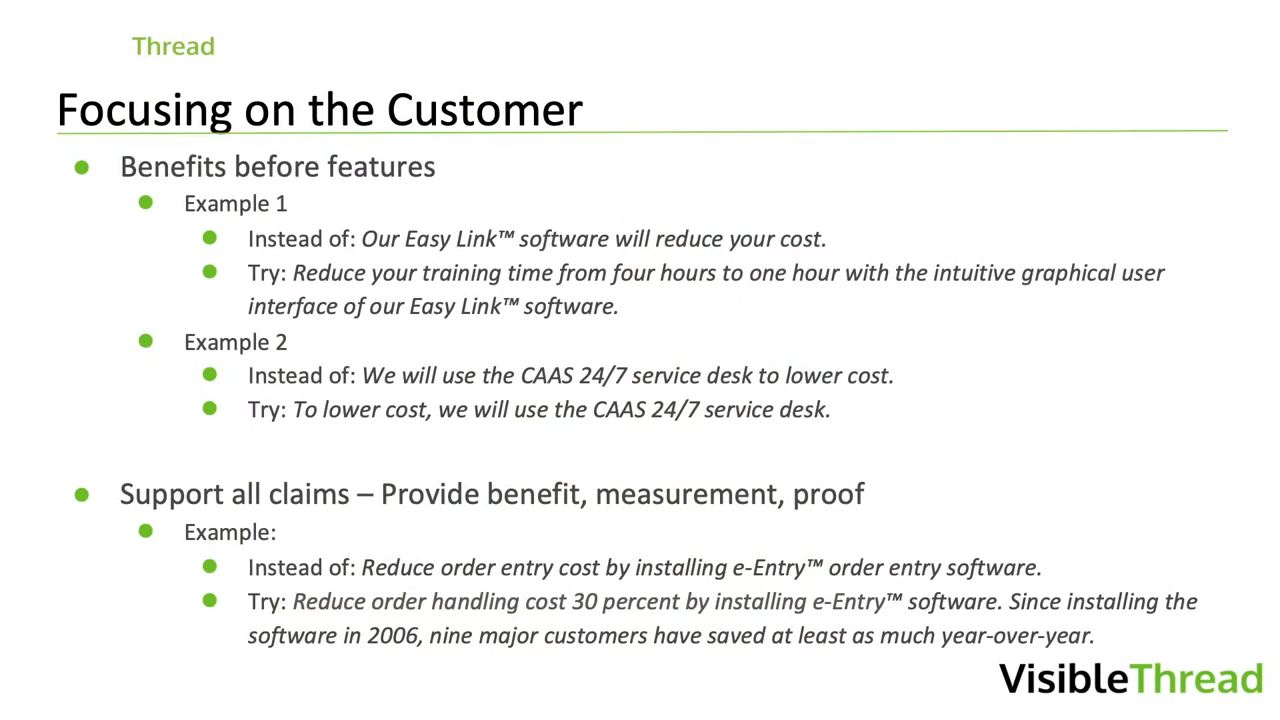 Thread
Focusing on the Customer
Benefits before features
Example 1
Instead of: Our Easy Link™ software will reduce your cost.
Try: Reduce your training time from four hours to one hour with the intuitive graphical user
interface of our Easy Link™ software.
Example 2
Instead of: We will use the CAAS 24/7 service desk to lower cost.
Try: To lower cost, we will use the CAAS 24/7 service desk.
Support all claims – Provide benefit, measurement, proof
Example:
Instead of: Reduce order entry cost by installing e-Entry™ order entry software.
Try: Reduce order handling cost 30 percent by installing e-Entry™ software. Since installing the
software in 2006, nine major customers have saved at least as much year-over-year.
VisibleThread